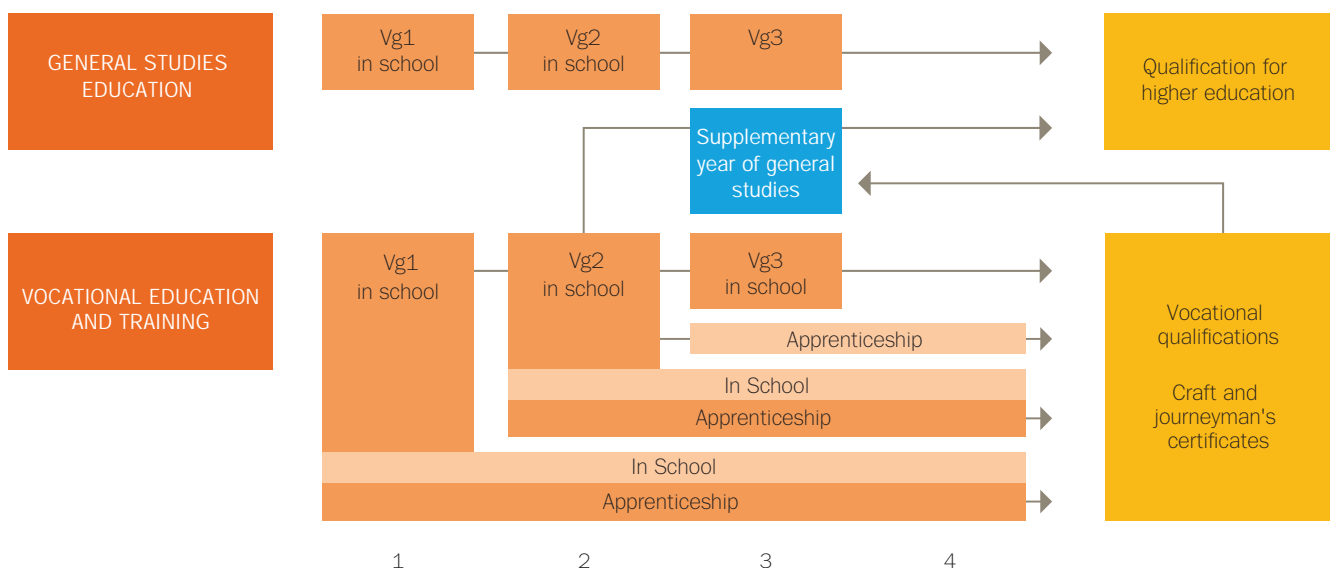 GENERAL STUDIES
EDUCATION
Vg1
in school
Vg2
in school
Vg3
Qualification for
higher education
Supplementary
year of general
studies
VOCATIONAL EDUCATION
AND TRAINING
Vg1
in school
Vg2
in school
Vg3
in school
Apprenticeship
In School
Apprenticeship
In School
Apprenticeship
Vocational
qualifications
Craft and
journeyman's
certificates
1
2
3
4